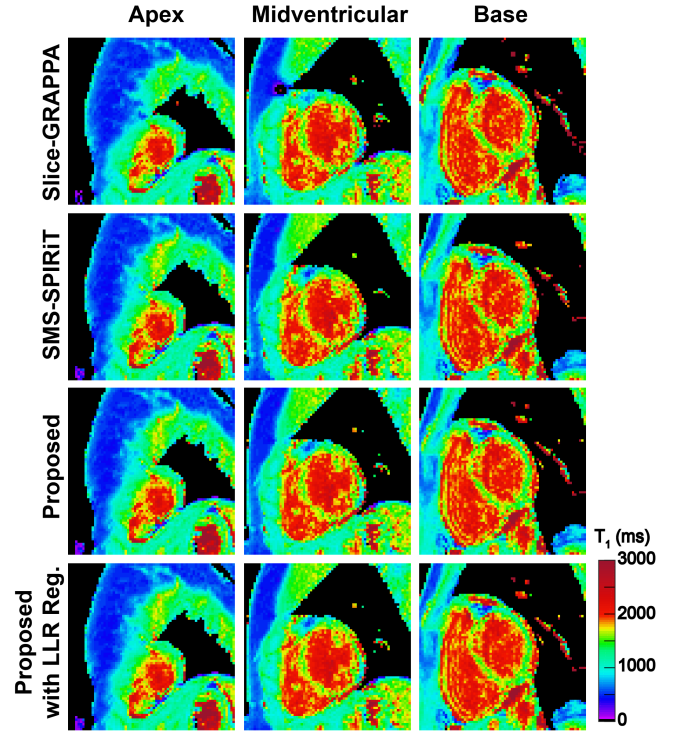 Apex Midventricular Base
Slice-GRAPPA
SMS-SPIRiT
Proposed
Proposed
with LLR Reg.
T1 (ms)
3000
2000
1000
0